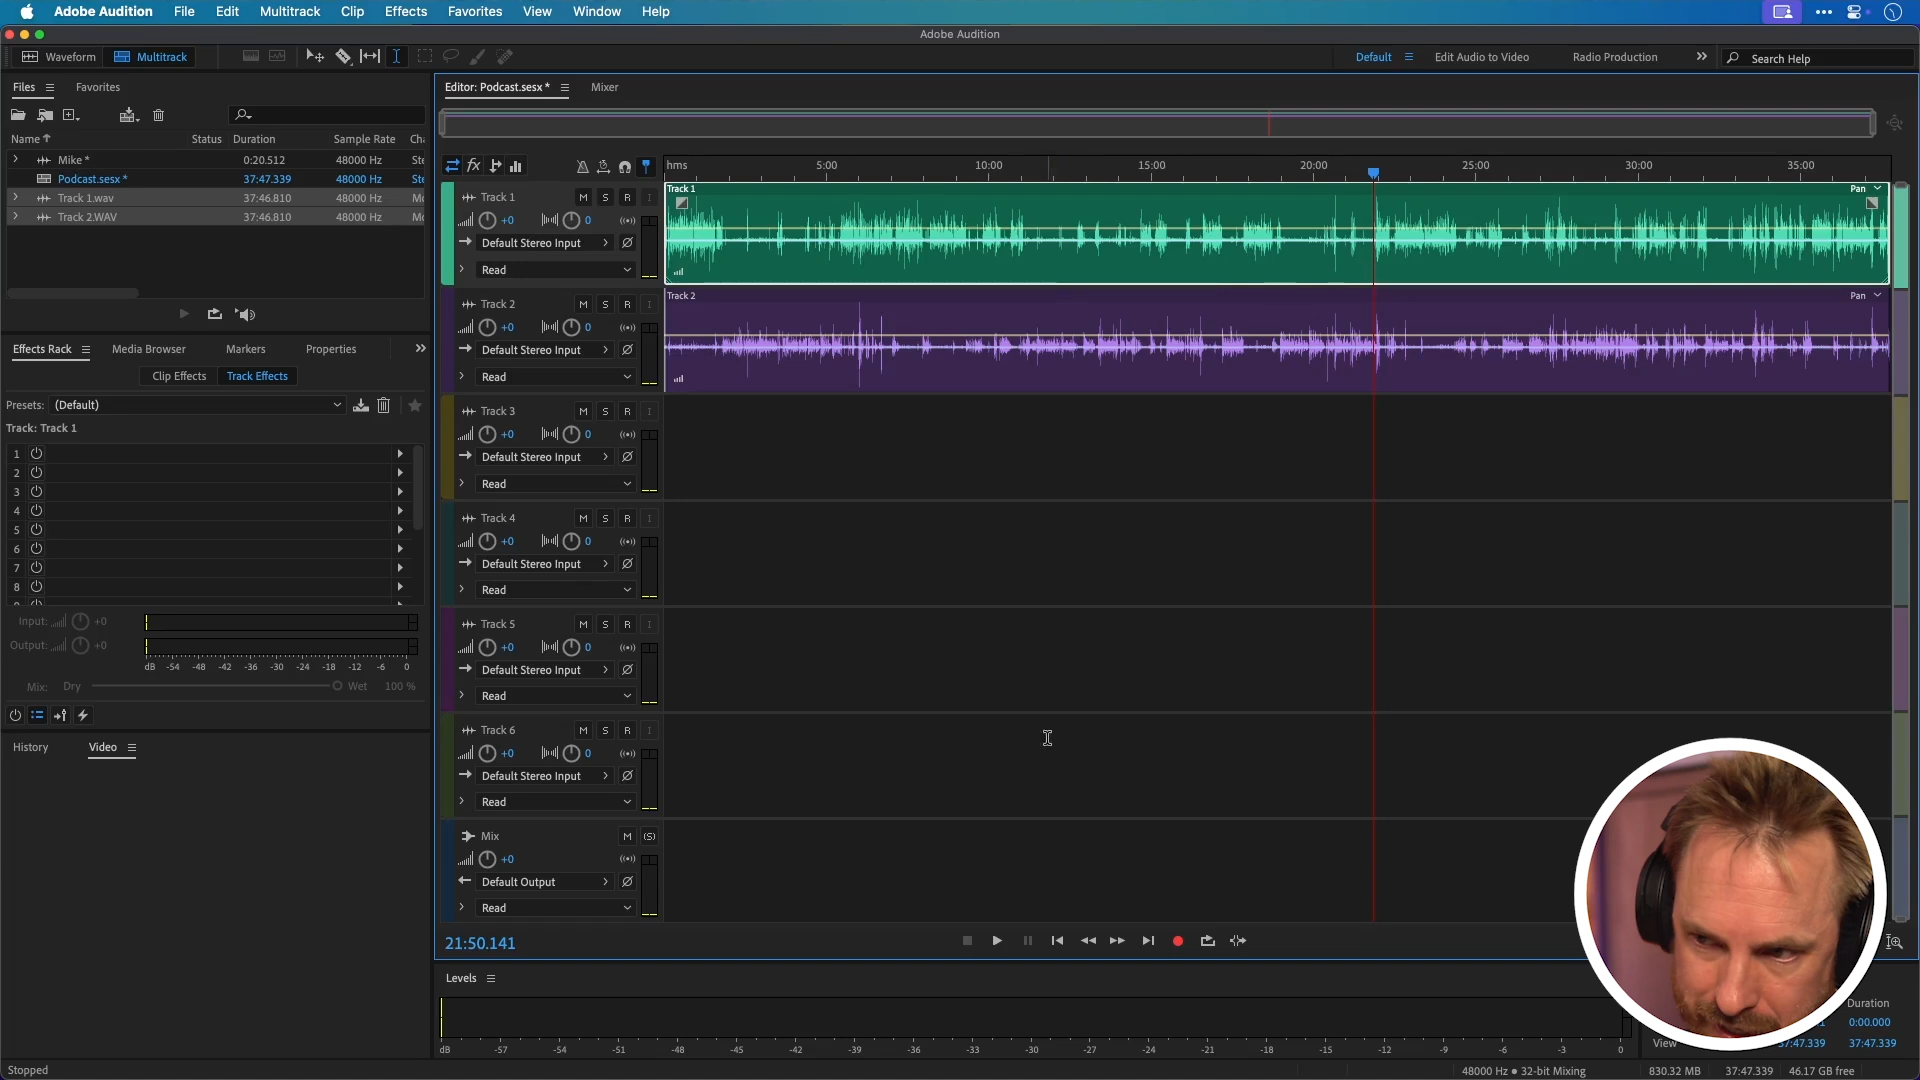 Adobe Audition File Edit Multitrack Clip Effects Favorites View Window Help
Adobe Audition
Waveform Multitrack Default Edit Audio to Video Radio Production Search Help
Files Favorites
Name Status Duration Sample Rate Cha
Mike * 0:20.512 48000 Hz Ste
Podcast.sesx * 37:47.339 48000 Hz Ste
Track 1.wav 37:46.810 48000 Hz Mo
Track 2.WAV 37:46.810 48000 Hz Mo
Effects Rack Media Browser Markers Properties
Clip Effects Track Effects
Presets: (Default)
Track: Track 1
1
2
3
4
5
6
7
8
Input: +0
Output: +0
dB -54 -48 -42 -36 -30 -24 -18 -12 -6 0
Mix: Dry Wet 100 %
History Video
Editor: Podcast.sesx * Mixer
fx
hms 5:00 10:00 15:00 20:00 25:00 30:00 35:00
Track 1 M S R I
+0 0
Default Stereo Input
Read
Track 1 Pan
Track 2 M S R I
+0 0
Default Stereo Input
Read
Track 2 Pan
Track 3 M S R I
+0 0
Default Stereo Input
Read
Track 4 M S R I
+0 0
Default Stereo Input
Read
Track 5 M S R I
+0 0
Default Stereo Input
Read
Track 6 M S R I
+0 0
Default Stereo Input
Read
Mix M (S)
+0
Default Output
Read
21:50.141
Levels
dB -57 -54 -51 -48 -45 -42 -39 -36 -33 -30 -27 -24 -21 -18 -15 -12 -9 -6 -3 0
Duration
0:00.000
View 37:47.339 37:47.339
Stopped 48000 Hz ● 32-bit Mixing 830.32 MB 37:47.339 46.17 GB free